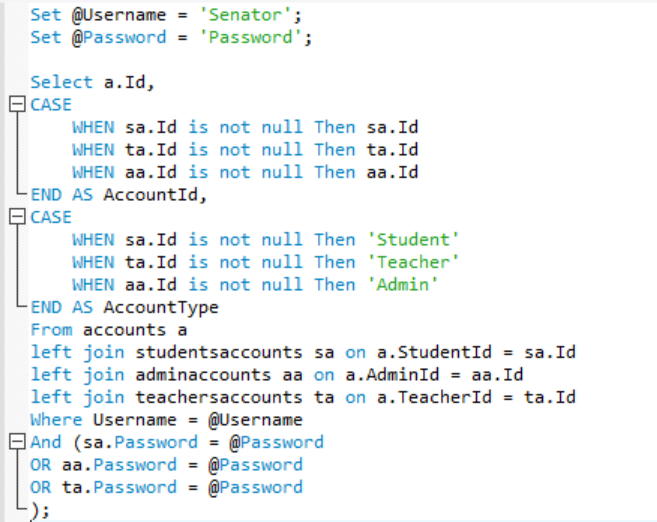 Set @Username = 'Senator';
Set @Password = 'Password';
Select a.Id,
CASE
WHEN sa.Id is not null Then sa.Id
WHEN ta.Id is not null Then ta.Id
WHEN aa.Id is not null Then aa.Id
END AS AccountId,
CASE
WHEN sa.Id is not null Then 'Student'
WHEN ta.Id is not null Then 'Teacher'
WHEN aa.Id is not null Then 'Admin'
END AS AccountType
From accounts a
left join studentsaccounts sa on a.StudentId = sa.Id
left join adminaccounts aa on a.AdminId = aa.Id
left join teachersaccounts ta on a.TeacherId = ta.Id
Where Username = @Username
And (sa.Password = @Password
OR aa.Password = @Password
OR ta.Password = @Password
);